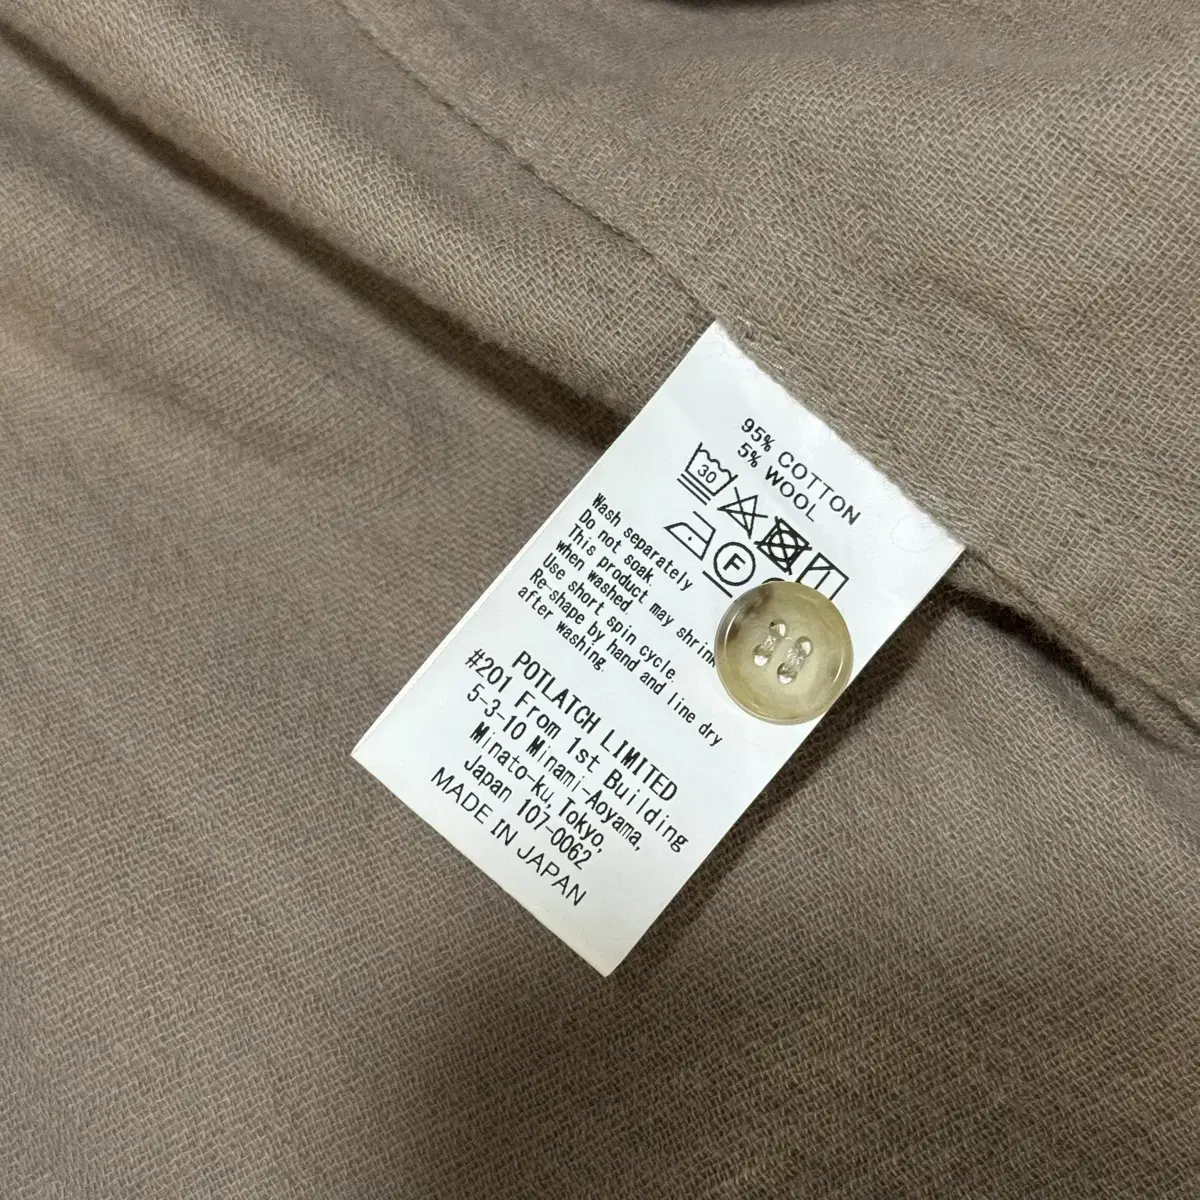 95% COTTON
5% WOOL
30
F
Wash separately
Do not soak.
This product may shrink
when washed.
Use short spin cycle.
Re-shape by hand and line dry
after washing.
POTLATCH LIMITED
#201 From 1st Building
5-3-10 Minami-Aoyama,
Minato-ku, Tokyo,
Japan 107-0062
MADE IN JAPAN